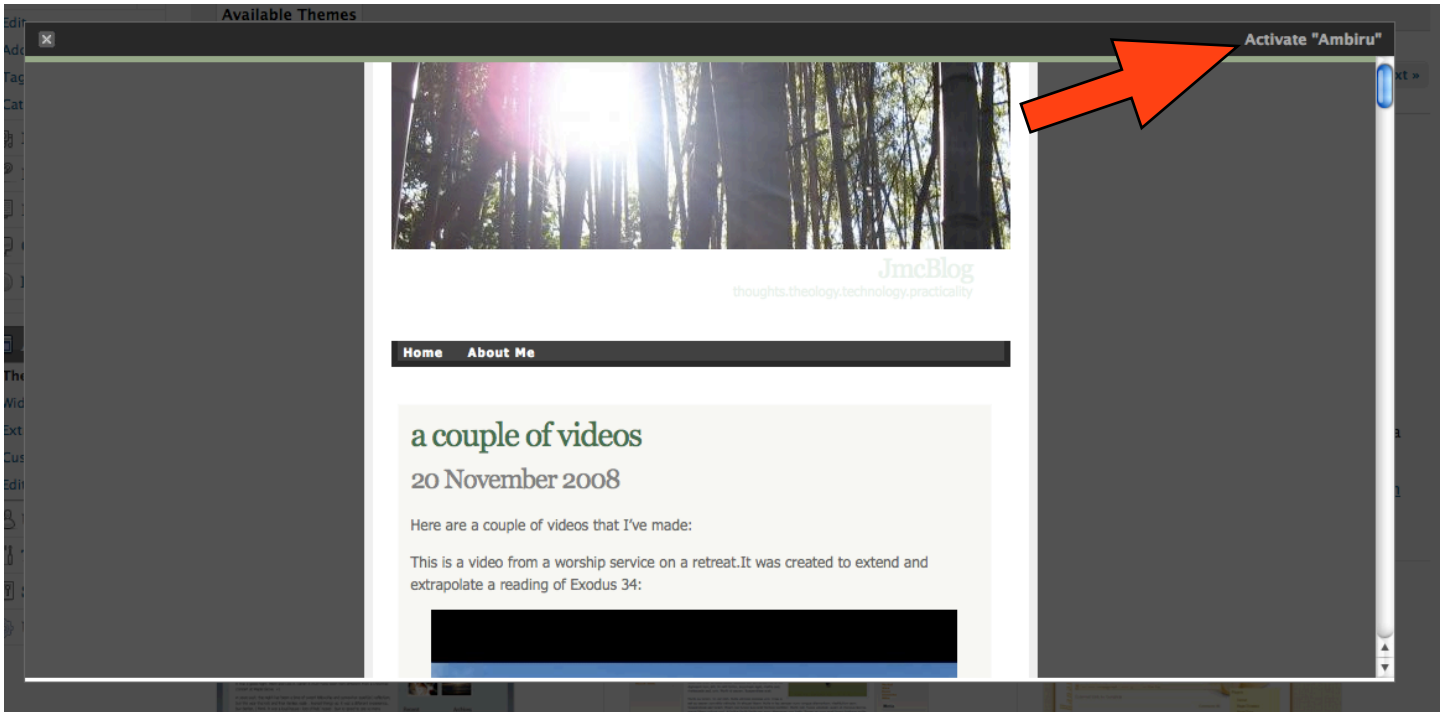 Available Themes
Activate "Ambiru"
JmcBlog
thoughts.theology.technology.practicality
Home About Me
a couple of videos
20 November 2008
Here are a couple of videos that I've made:
This is a video from a worship service on a retreat.It was created to extend and
extrapolate a reading of Exodus 34: